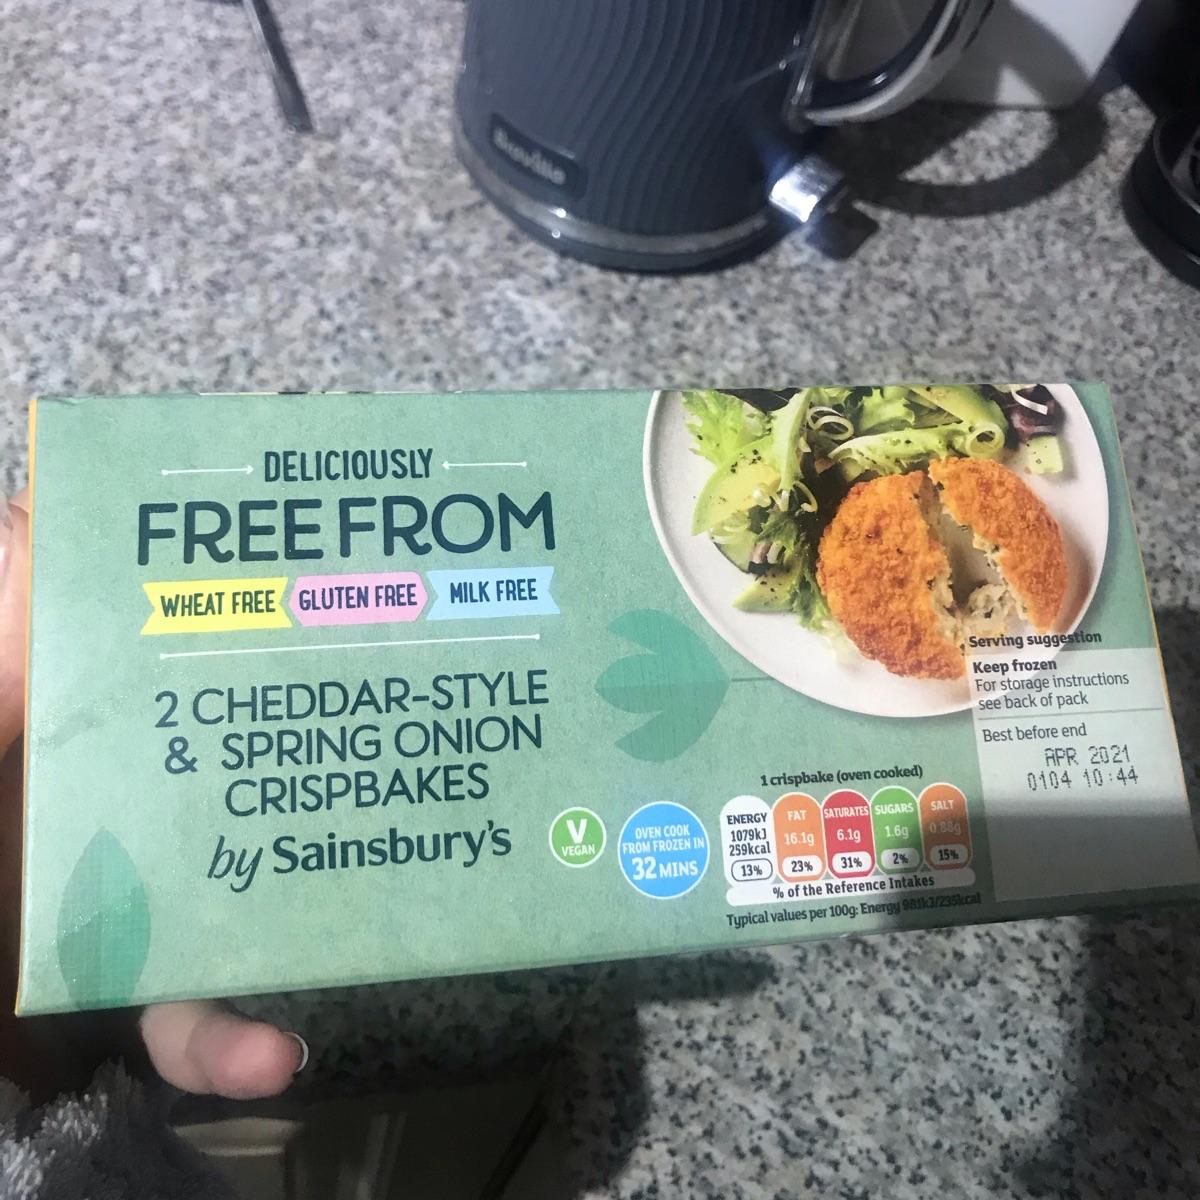 Breville
DELICIOUSLY
FREE FROM
WHEAT FREE GLUTEN FREE MILK FREE
2 CHEDDAR-STYLE
& SPRING ONION
CRISPBAKES
by Sainsbury's
V
VEGAN
OVEN COOK
FROM FROZEN IN
32 MINS
Serving suggestion
Keep frozen
For storage instructions
see back of pack
Best before end
APR 2021
0104 10:44
1 crispbake (oven cooked)
ENERGY
1079kJ
259kcal
13%
FAT
16.1g
23%
SATURATES
6.1g
31%
SUGARS
1.6g
2%
SALT
0.88g
15%
% of the Reference Intakes
Typical values per 100g: Energy 981kJ/235kcal